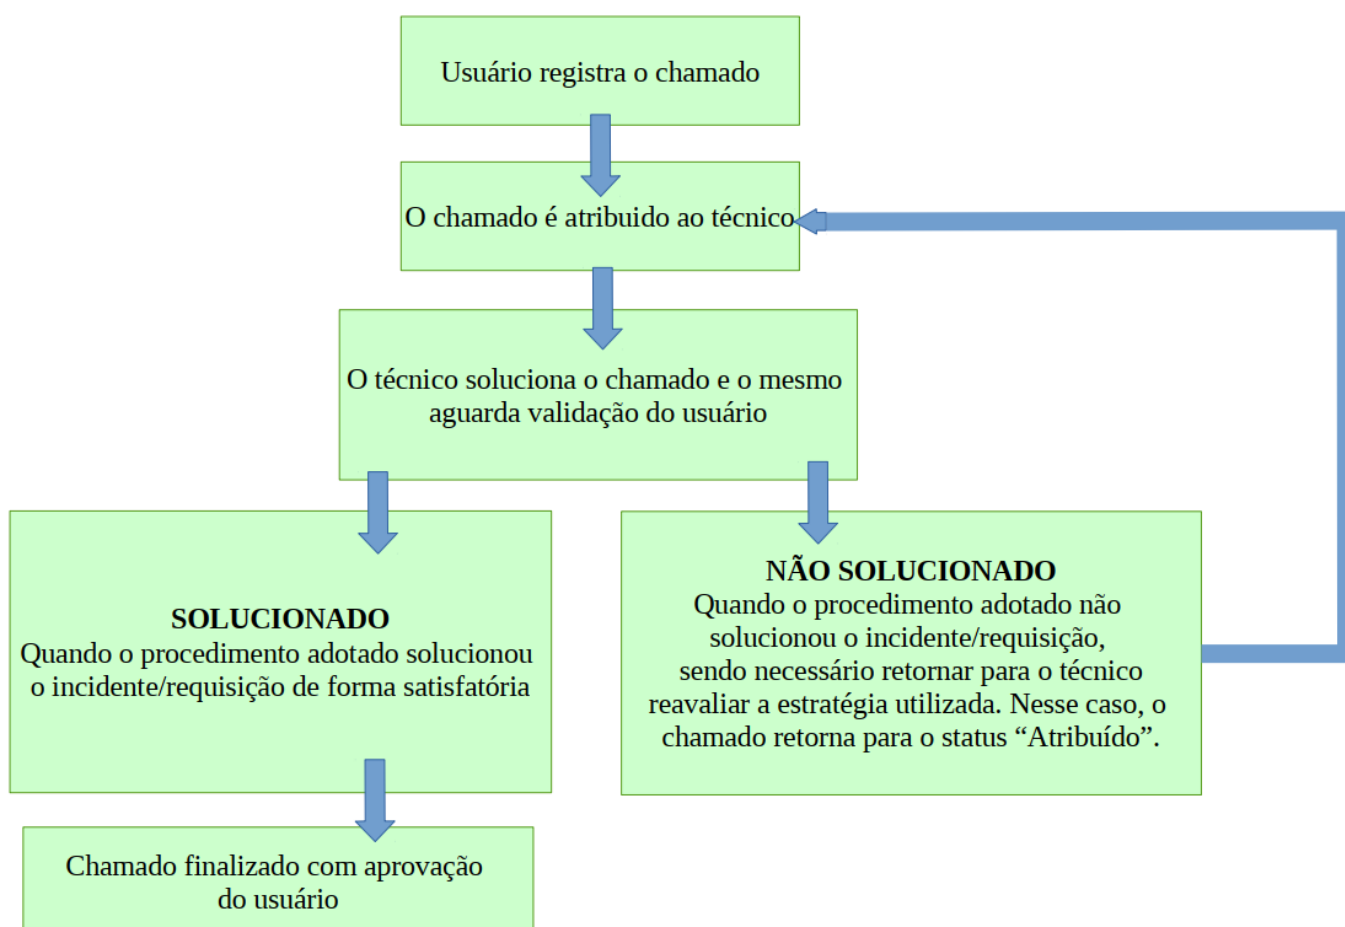 Usuário registra o chamado
O chamado é atribuido ao técnico
O técnico soluciona o chamado e o mesmo
aguarda validação do usuário
SOLUCIONADO
Quando o procedimento adotado solucionou
o incidente/requisição de forma satisfatória
NÃO SOLUCIONADO
Quando o procedimento adotado não
solucionou o incidente/requisição,
sendo necessário retornar para o técnico
reavaliar a estratégia utilizada. Nesse caso, o
chamado retorna para o status “Atribuído”.
Chamado finalizado com aprovação
do usuário